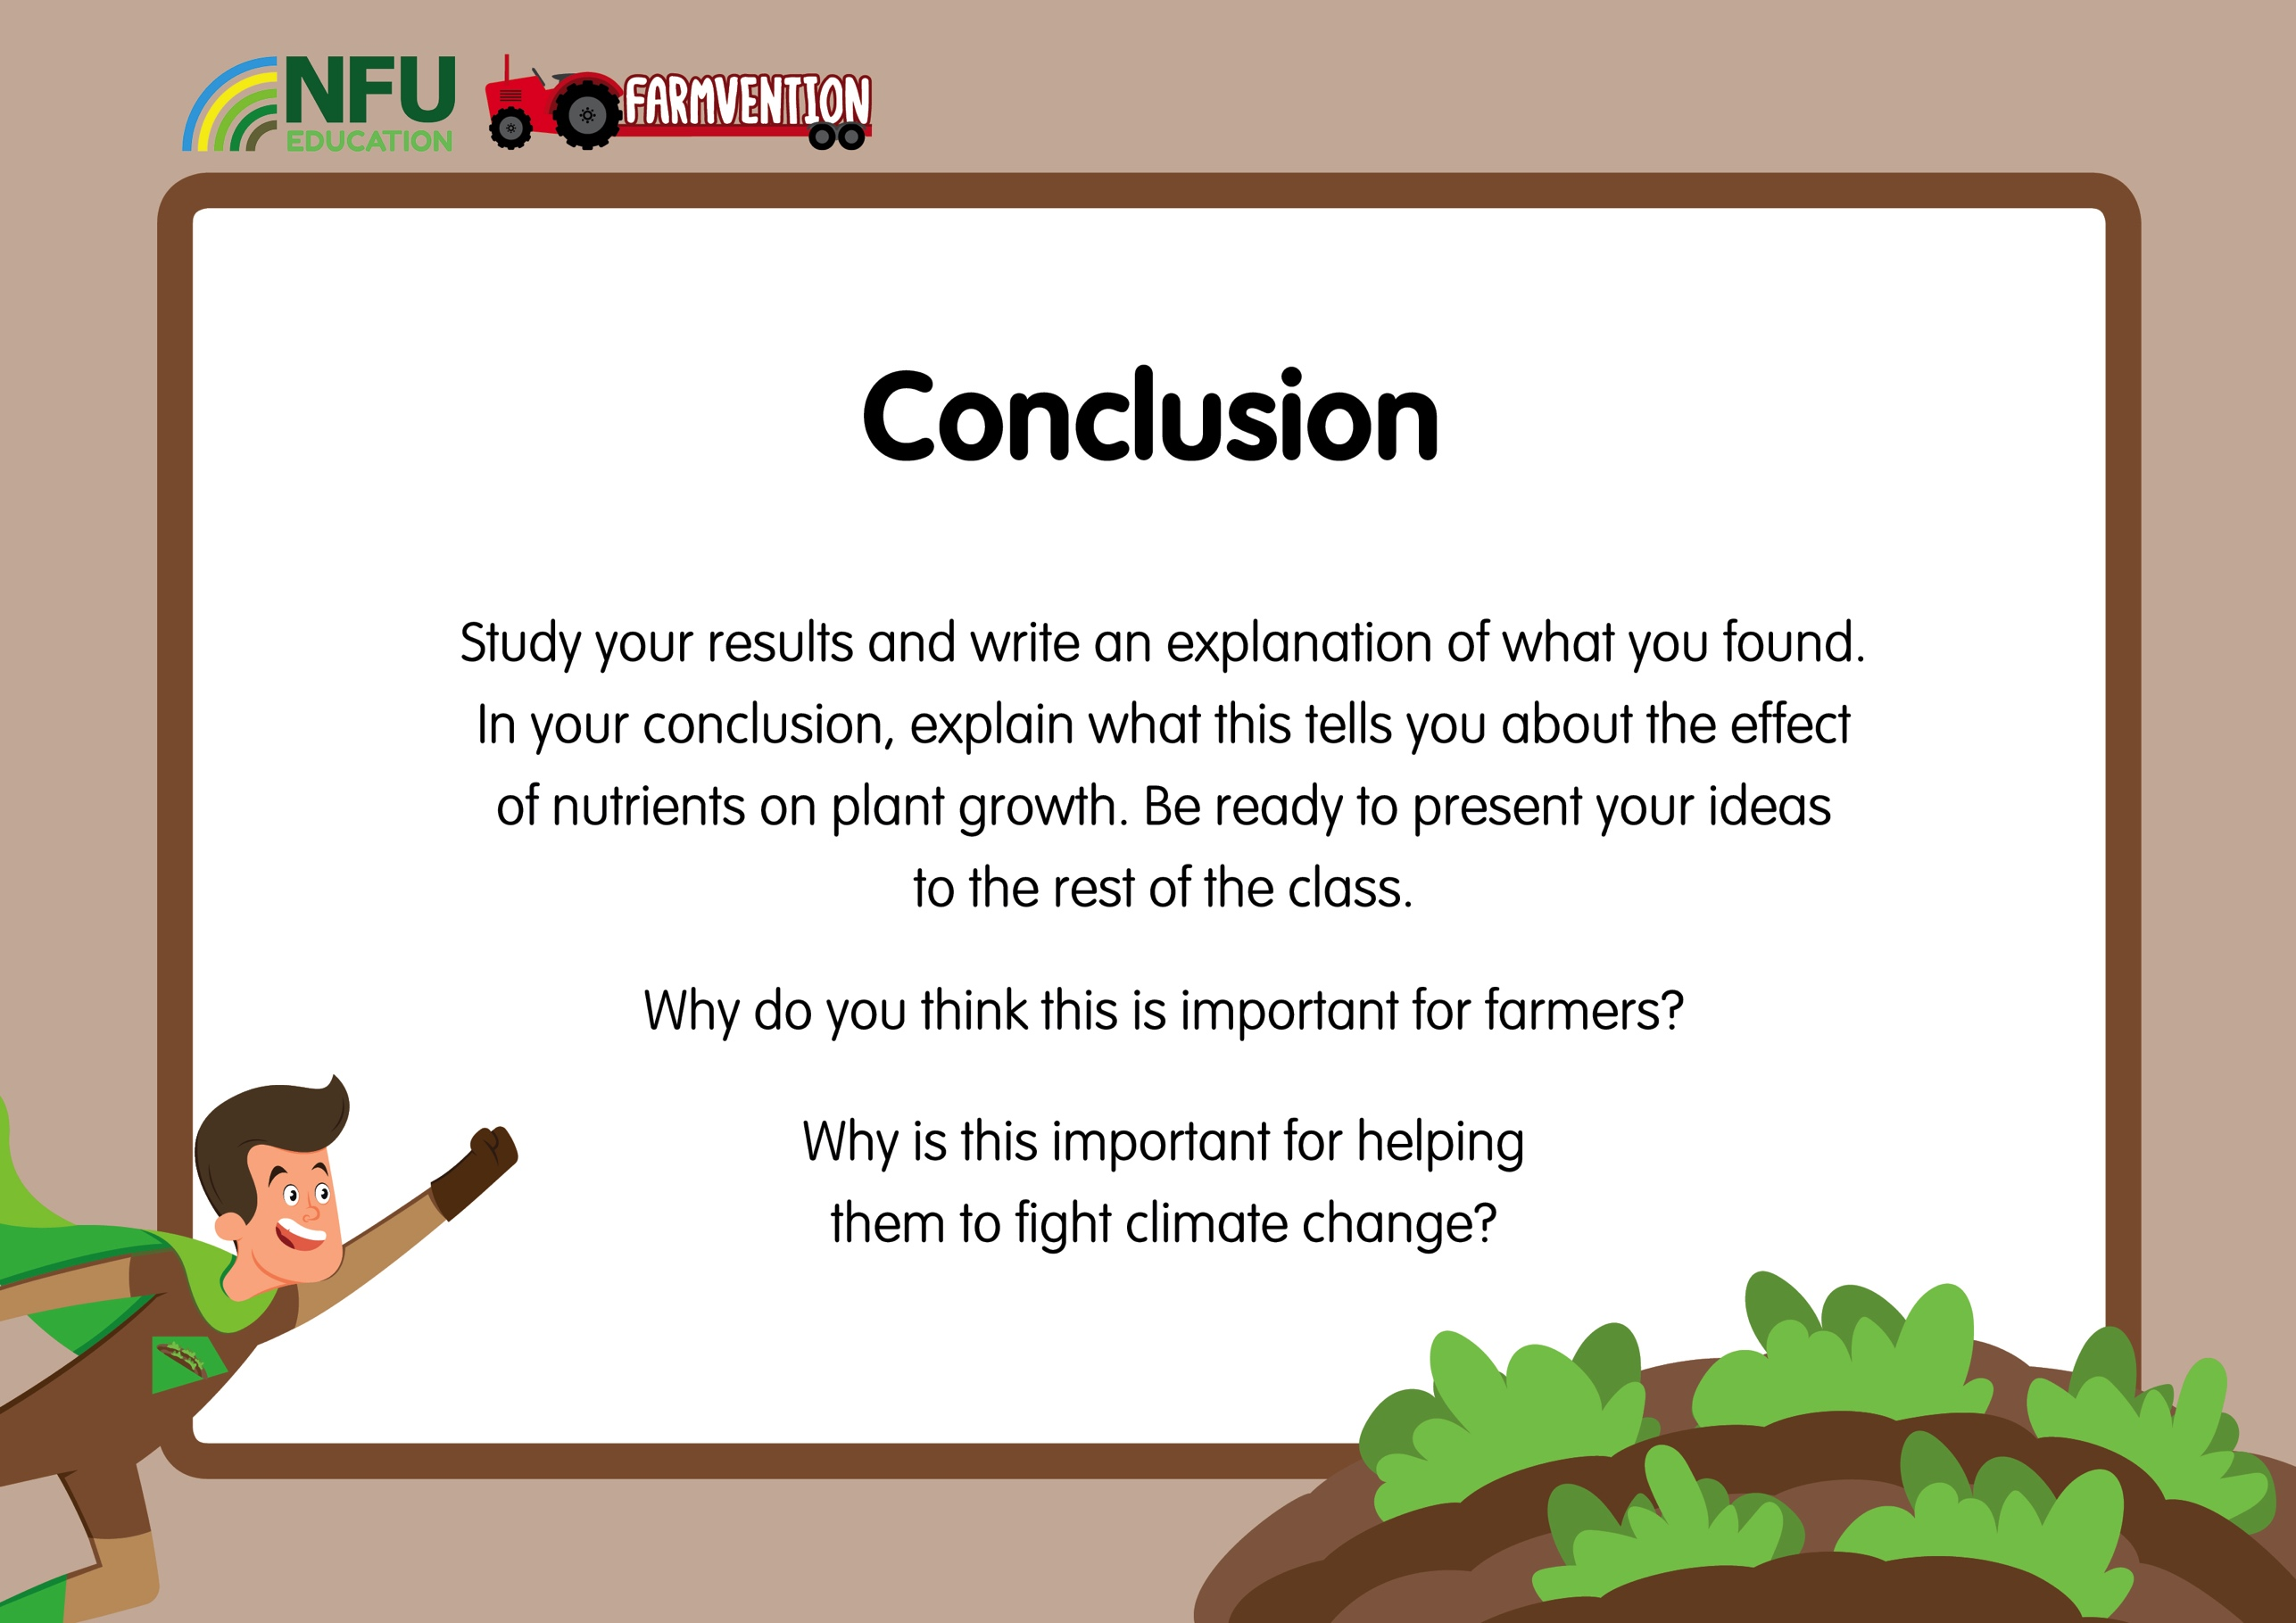 NFU
EDUCATION
FARMVENTION
Conclusion
Study your results and write an explanation of what you found.
In your conclusion, explain what this tells you about the effect
of nutrients on plant growth. Be ready to present your ideas
to the rest of the class.
Why do you think this is important for farmers?
Why is this important for helping
them to fight climate change?